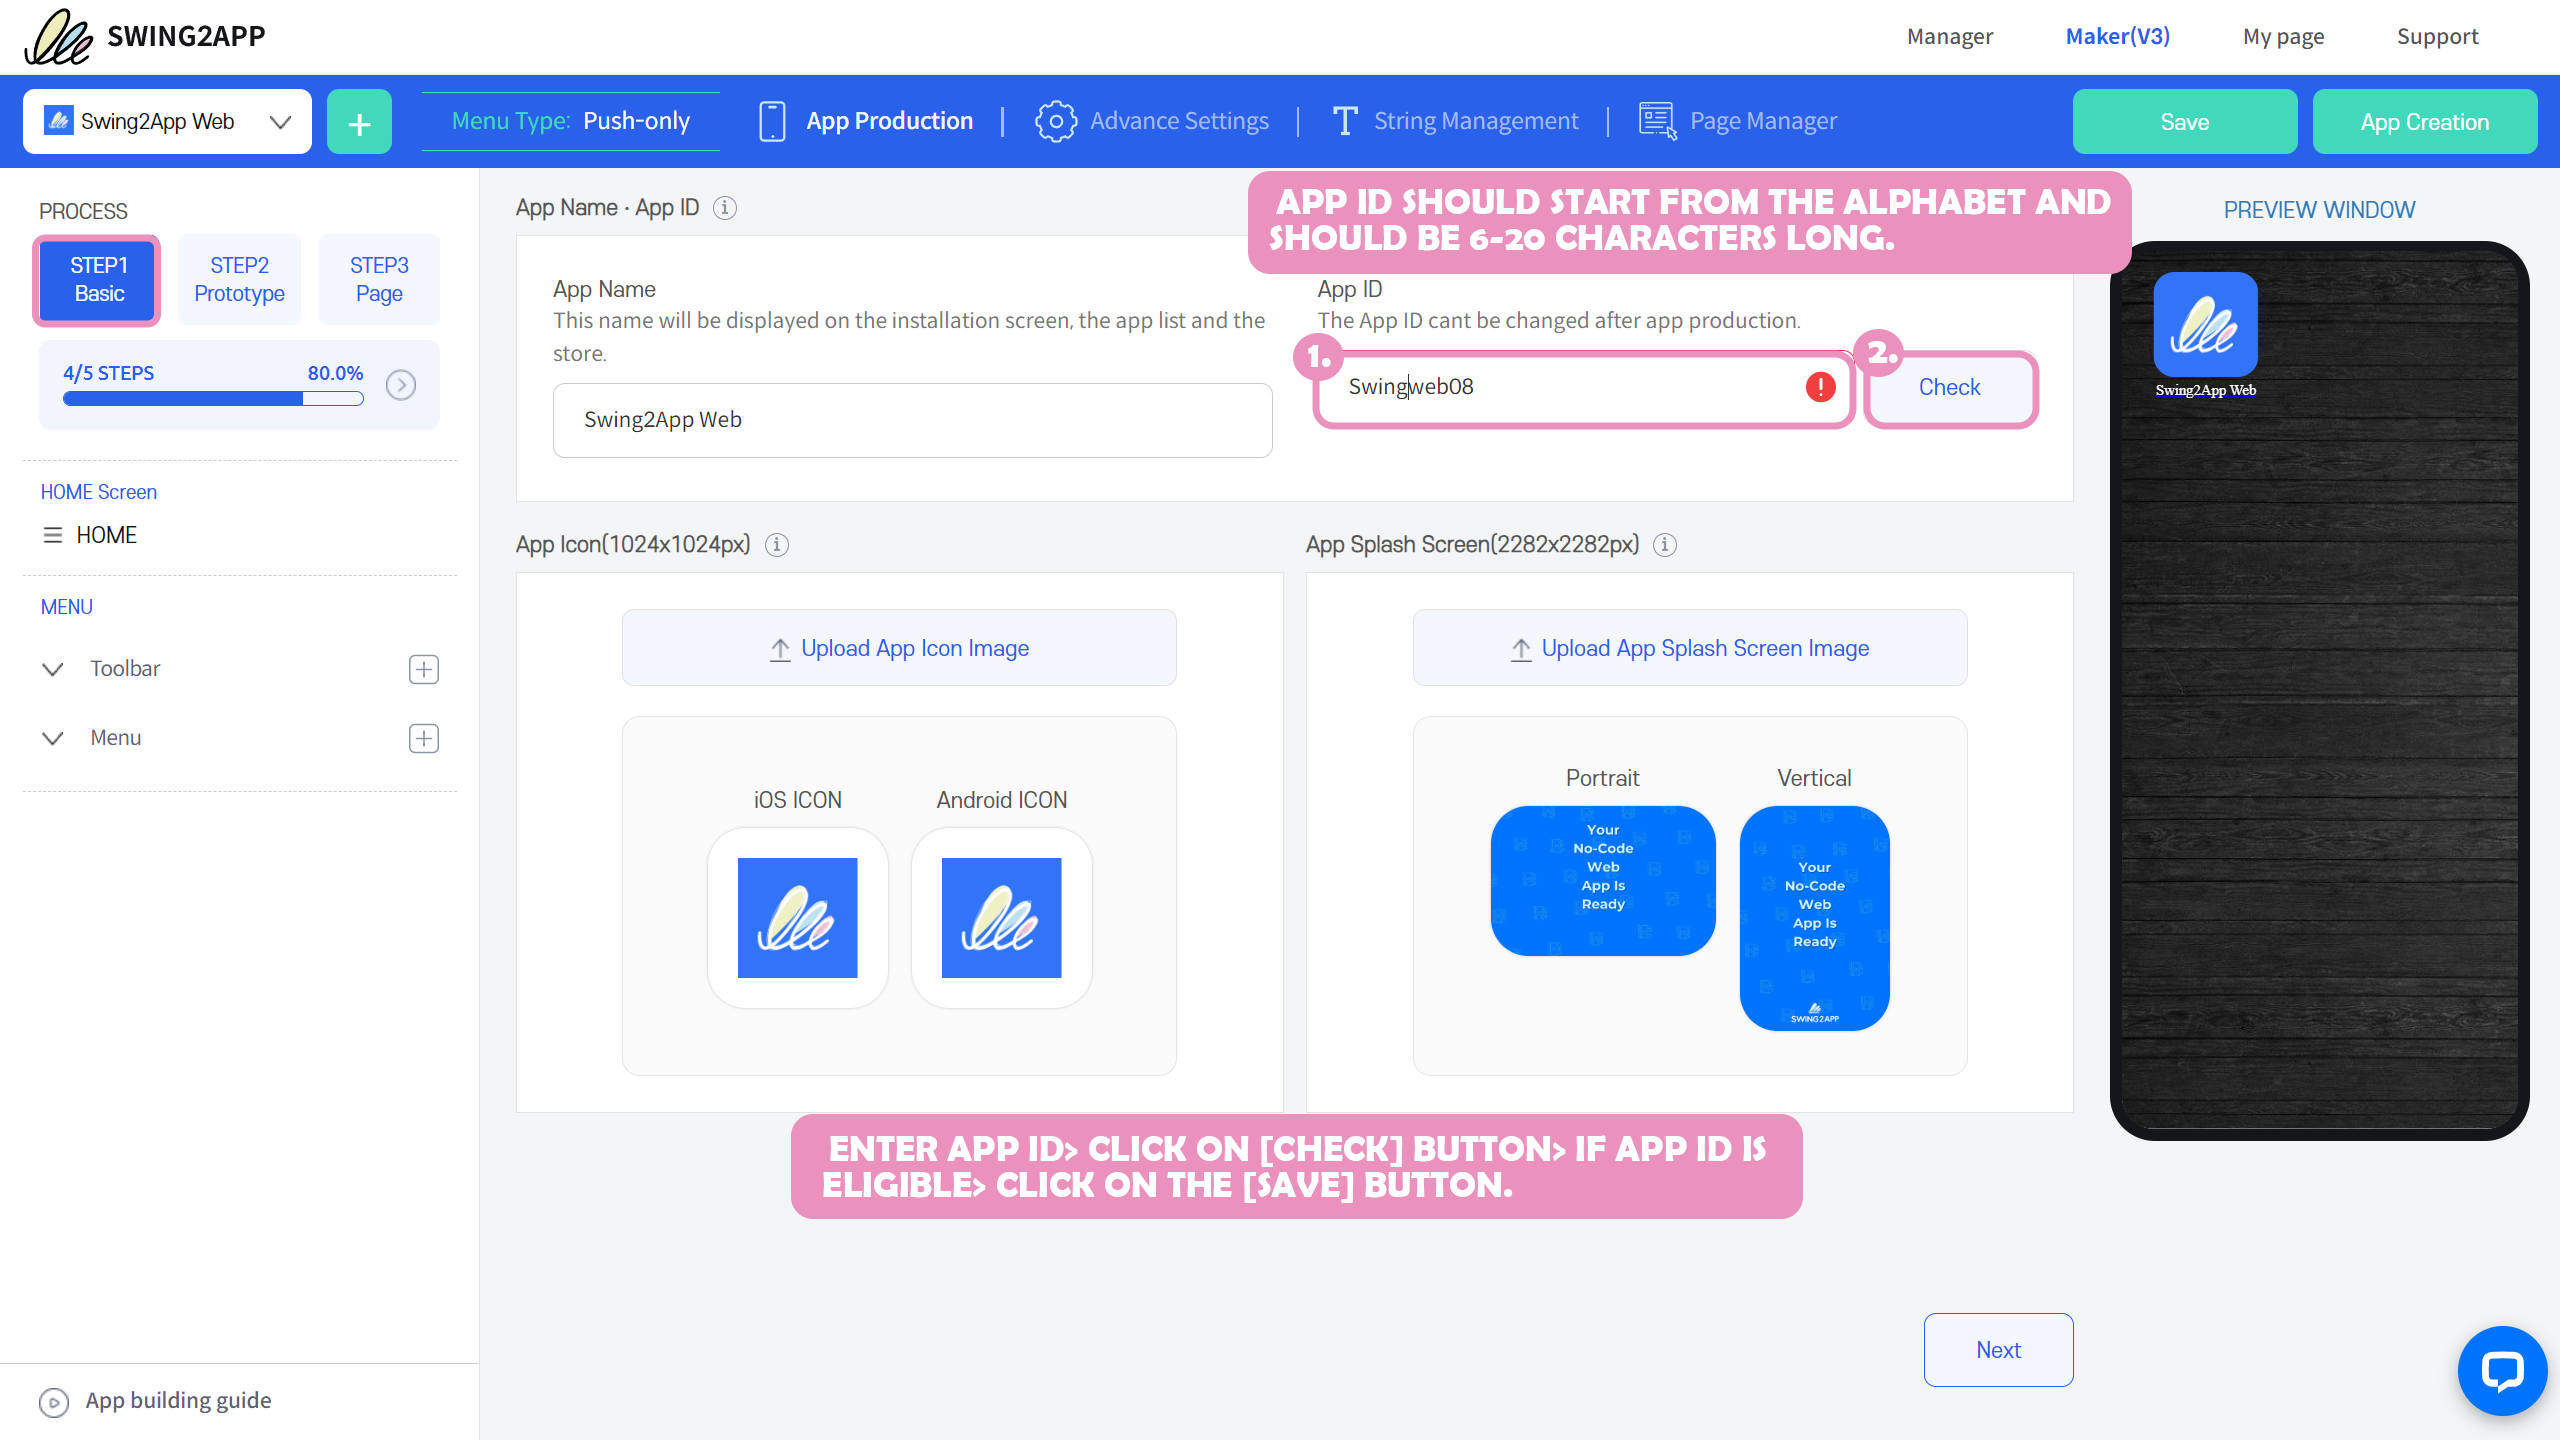 SWING2APP
Manager
Maker(V3)
My page
Support
Swing2App Web
+
Menu Type: Push-only
App Production
Advance Settings
String Management
Page Manager
Save
App Creation
PROCESS
STEP1
Basic
STEP2
Prototype
STEP3
Page
4/5 STEPS
80.0%
HOME Screen
HOME
MENU
Toolbar
Menu
App building guide
App Name · App ID
APP ID SHOULD START FROM THE ALPHABET AND
SHOULD BE 6-20 CHARACTERS LONG.
App Name
This name will be displayed on the installation screen, the app list and the
store.
Swing2App Web
App ID
The App ID cant be changed after app production.
1.
Swingweb08
2.
Check
App Icon(1024x1024px)
Upload App Icon Image
iOS ICON
Android ICON
App Splash Screen(2282x2282px)
Upload App Splash Screen Image
Portrait
Your
No-Code
Web
App Is
Ready
Vertical
Your
No-Code
Web
App Is
Ready
SWING2APP
ENTER APP ID> CLICK ON [CHECK] BUTTON> IF APP ID IS
ELIGIBLE> CLICK ON THE [SAVE] BUTTON.
Next
PREVIEW WINDOW
Swing2App Web